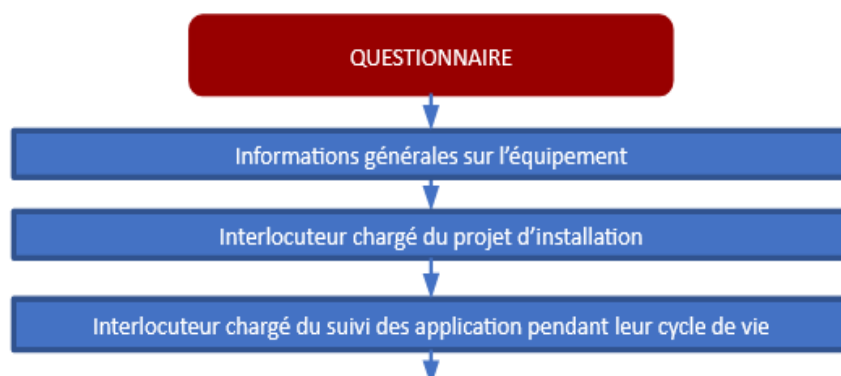 QUESTIONNAIRE
Informations générales sur l'équipement
Interlocuteur chargé du projet d'installation
Interlocuteur chargé du suivi des application pendant leur cycle de vie